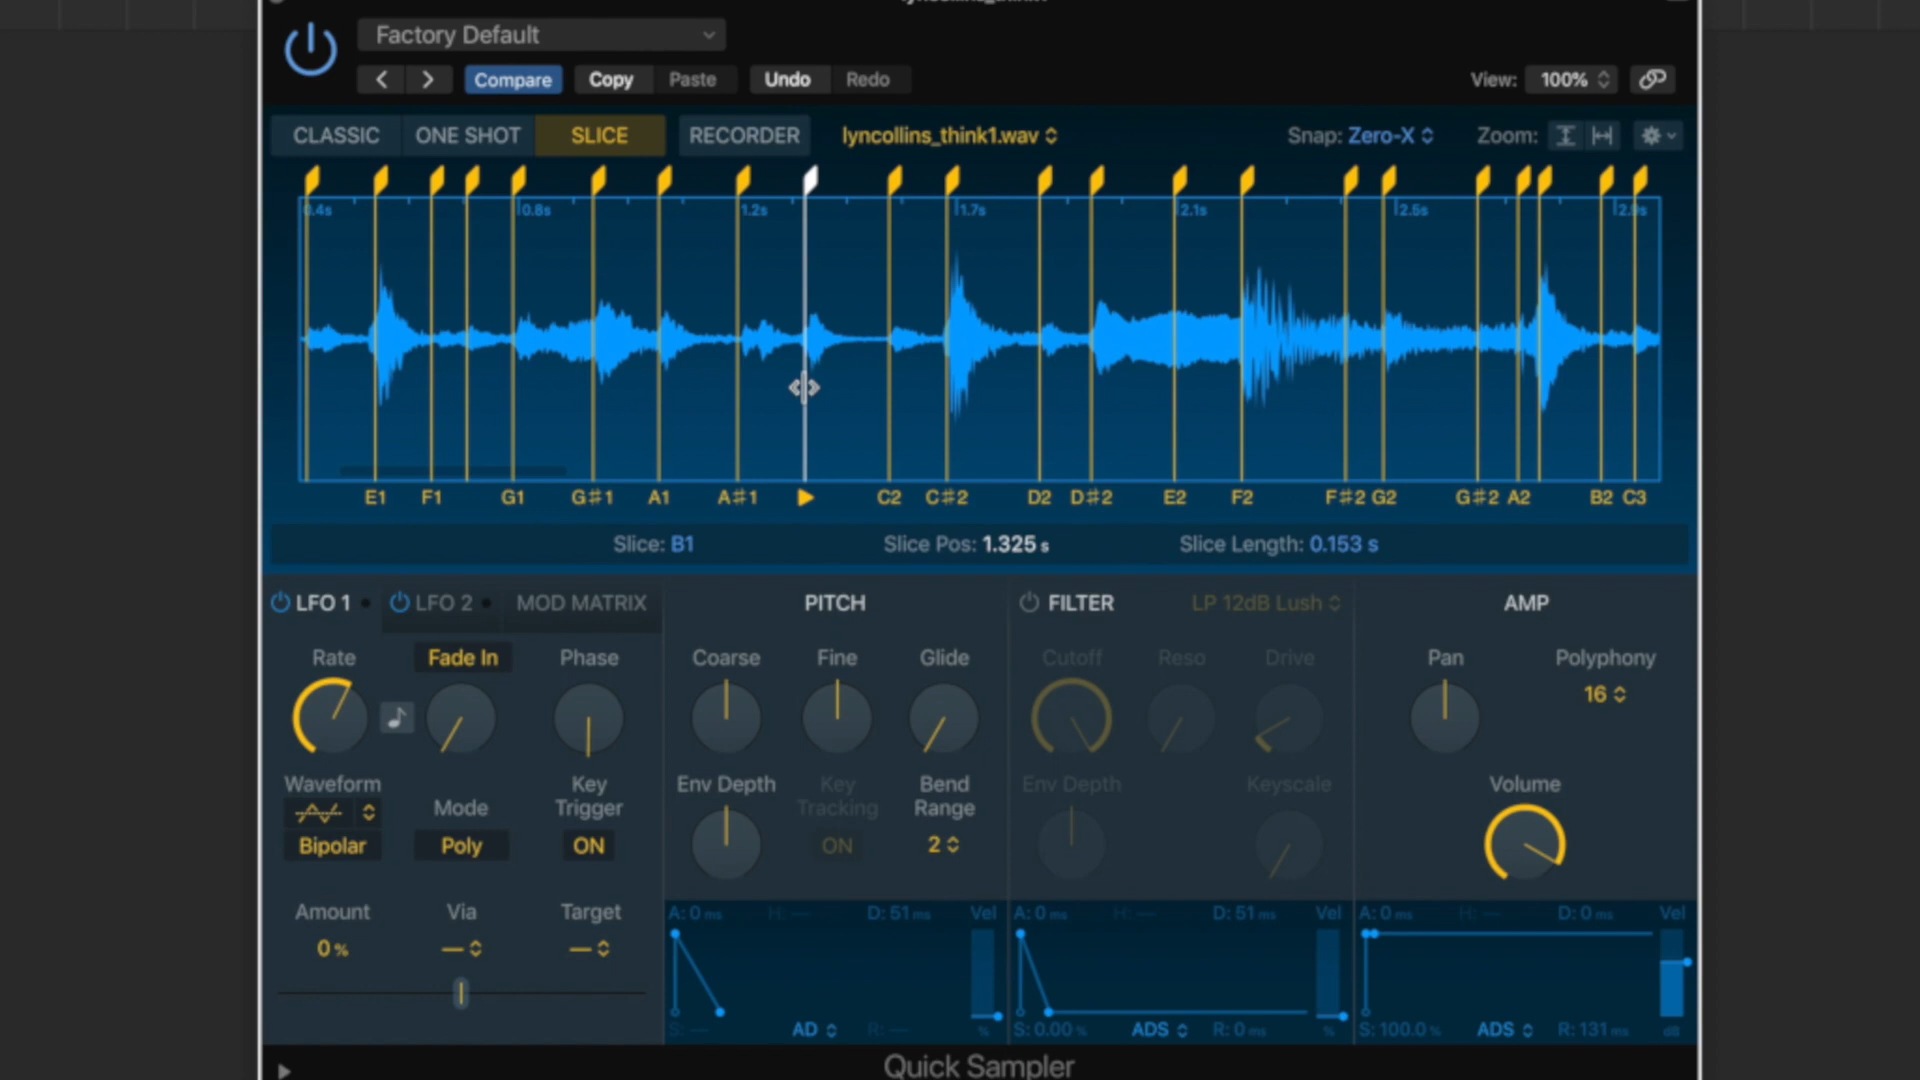 Factory Default
Compare Copy Paste Undo Redo View: 100%
CLASSIC ONE SHOT SLICE RECORDER lyncollins_think1.wav Snap: Zero-X Zoom:
0.4s 0.8s 1.2s 1.7s 2.1s 2.5s 2.9s
E1 F1 G1 G#1 A1 A#1 C2 C#2 D2 D#2 E2 F2 F#2 G2 G#2 A2 B2 C3
Slice: B1 Slice Pos: 1.325 s Slice Length: 0.153 s
LFO 1 LFO 2 MOD MATRIX PITCH FILTER LP 12dB Lush AMP
Rate Fade In Phase Coarse Fine Glide Cutoff Reso Drive Pan Polyphony
16
Waveform Mode Key Trigger Env Depth Key Tracking Bend Range Env Depth Keyscale Volume
Bipolar Poly ON ON 2
Amount Via Target
0 % — —
A: 0 ms H: — D: 51 ms Vel A: 0 ms H: — D: 51 ms Vel A: 0 ms H: — D: 0 ms Vel
S: — AD R: — % S: 0.00 % ADS R: 0 ms % S: 100.0 % ADS R: 131 ms dB
Quick Sampler